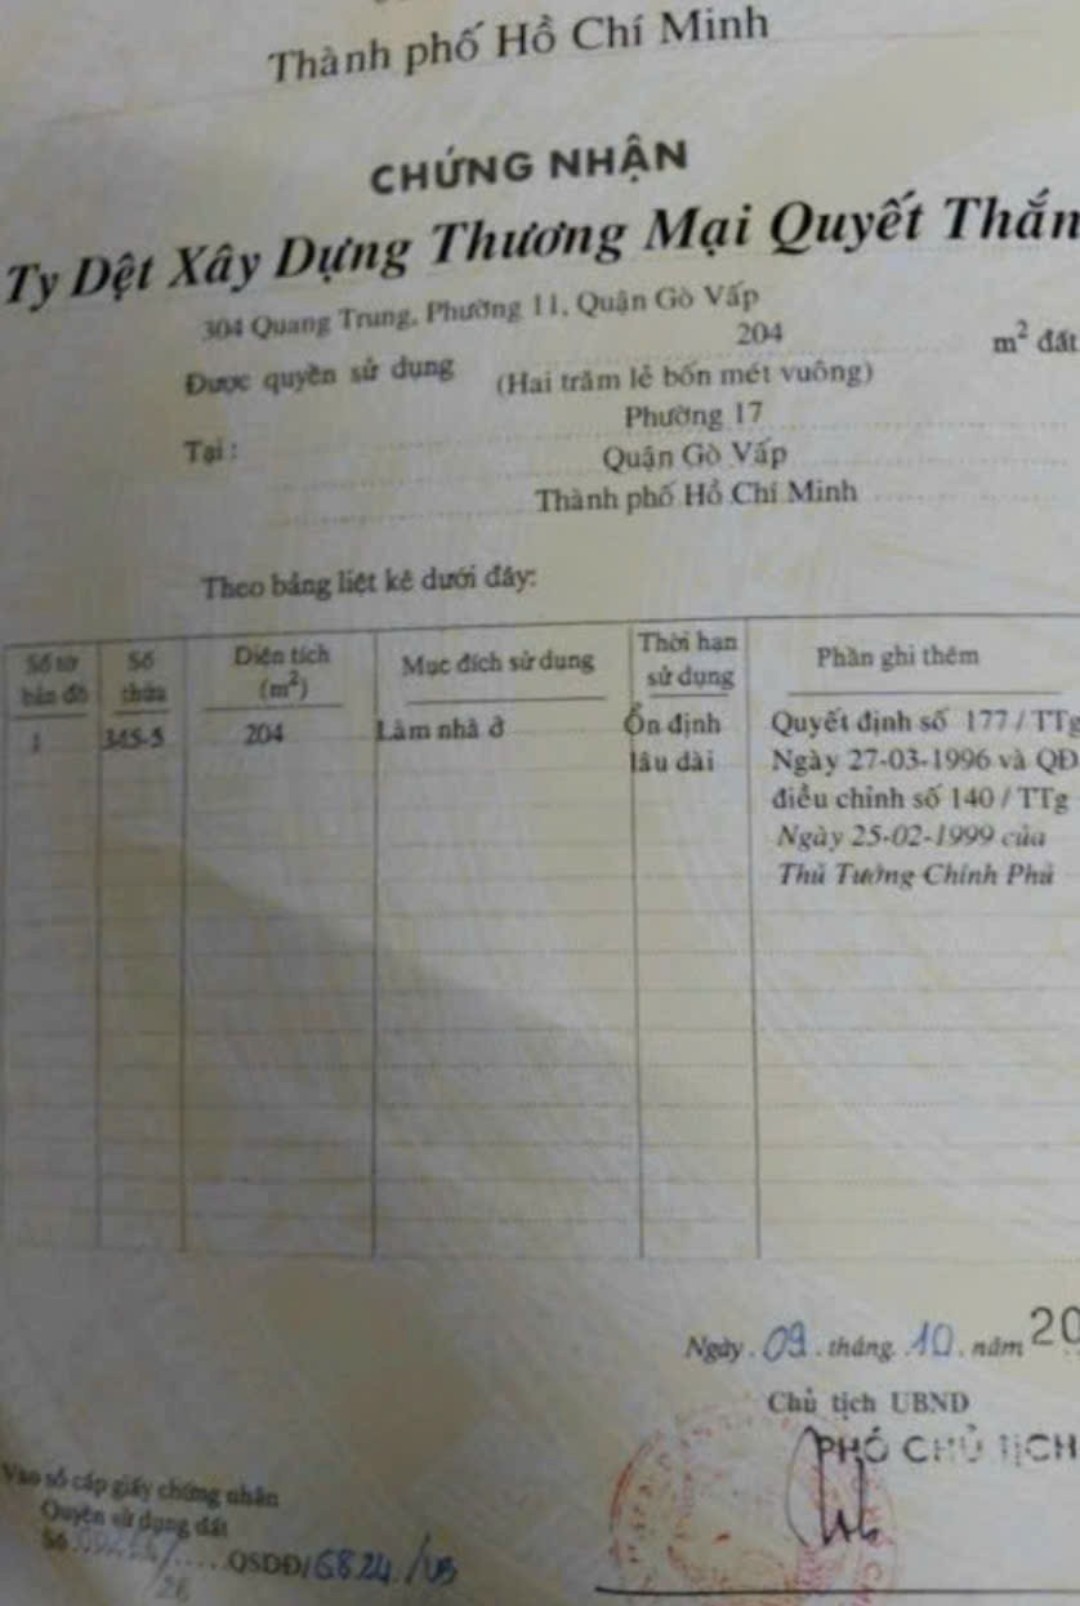 Thành phố Hồ Chí Minh
CHỨNG NHẬN
Ty Dệt Xây Dựng Thương Mại Quyết Thắn
304 Quang Trung, Phường 11, Quận Gò Vấp
Được quyền sử dụng 204 m² đất
(Hai trăm lẻ bốn mét vuông)
Tại : Phường 17
Quận Gò Vấp
Thành phố Hồ Chí Minh
Theo bảng liệt kê dưới đây:
Số tờ bản đồ | Số thửa | Diện tích (m²) | Mục đích sử dụng | Thời hạn sử dụng | Phần ghi thêm
1 | 345-5 | 204 | Làm nhà ở | Ổn định | Quyết định số 177 / TTg
lâu dài | Ngày 27-03-1996 và QĐ
điều chỉnh số 140 / TTg
Ngày 25-02-1999 của
Thủ Tướng Chính Phủ
Ngày . 09 . tháng . 10 . năm 20
Chủ tịch UBND
PHÓ CHỦ TỊCH
Vào sổ cấp giấy chứng nhận
Quyền sử dụng đất
Số QSDĐ/ 6824 /UB